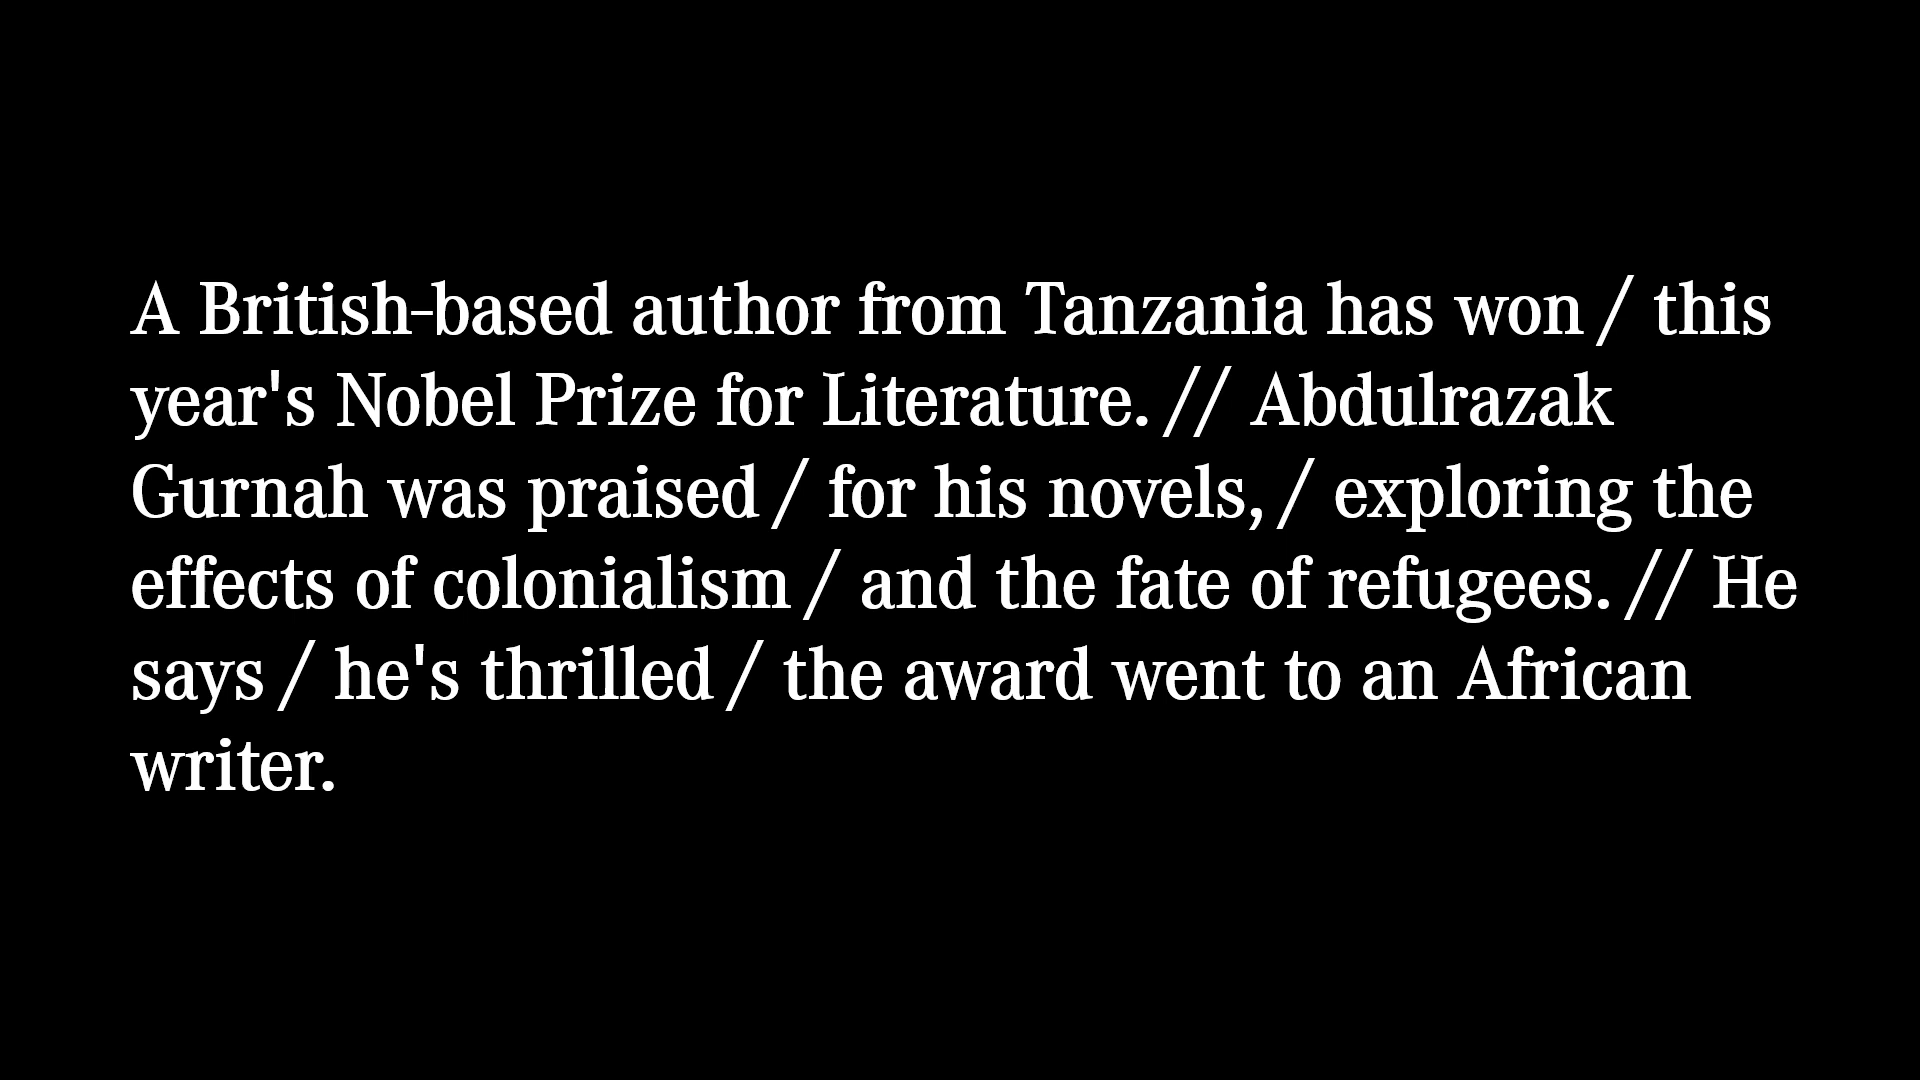 A British-based author from Tanzania has won / this
year's Nobel Prize for Literature. // Abdulrazak
Gurnah was praised / for his novels, / exploring the
effects of colonialism / and the fate of refugees. // He
says / he's thrilled / the award went to an African
writer.